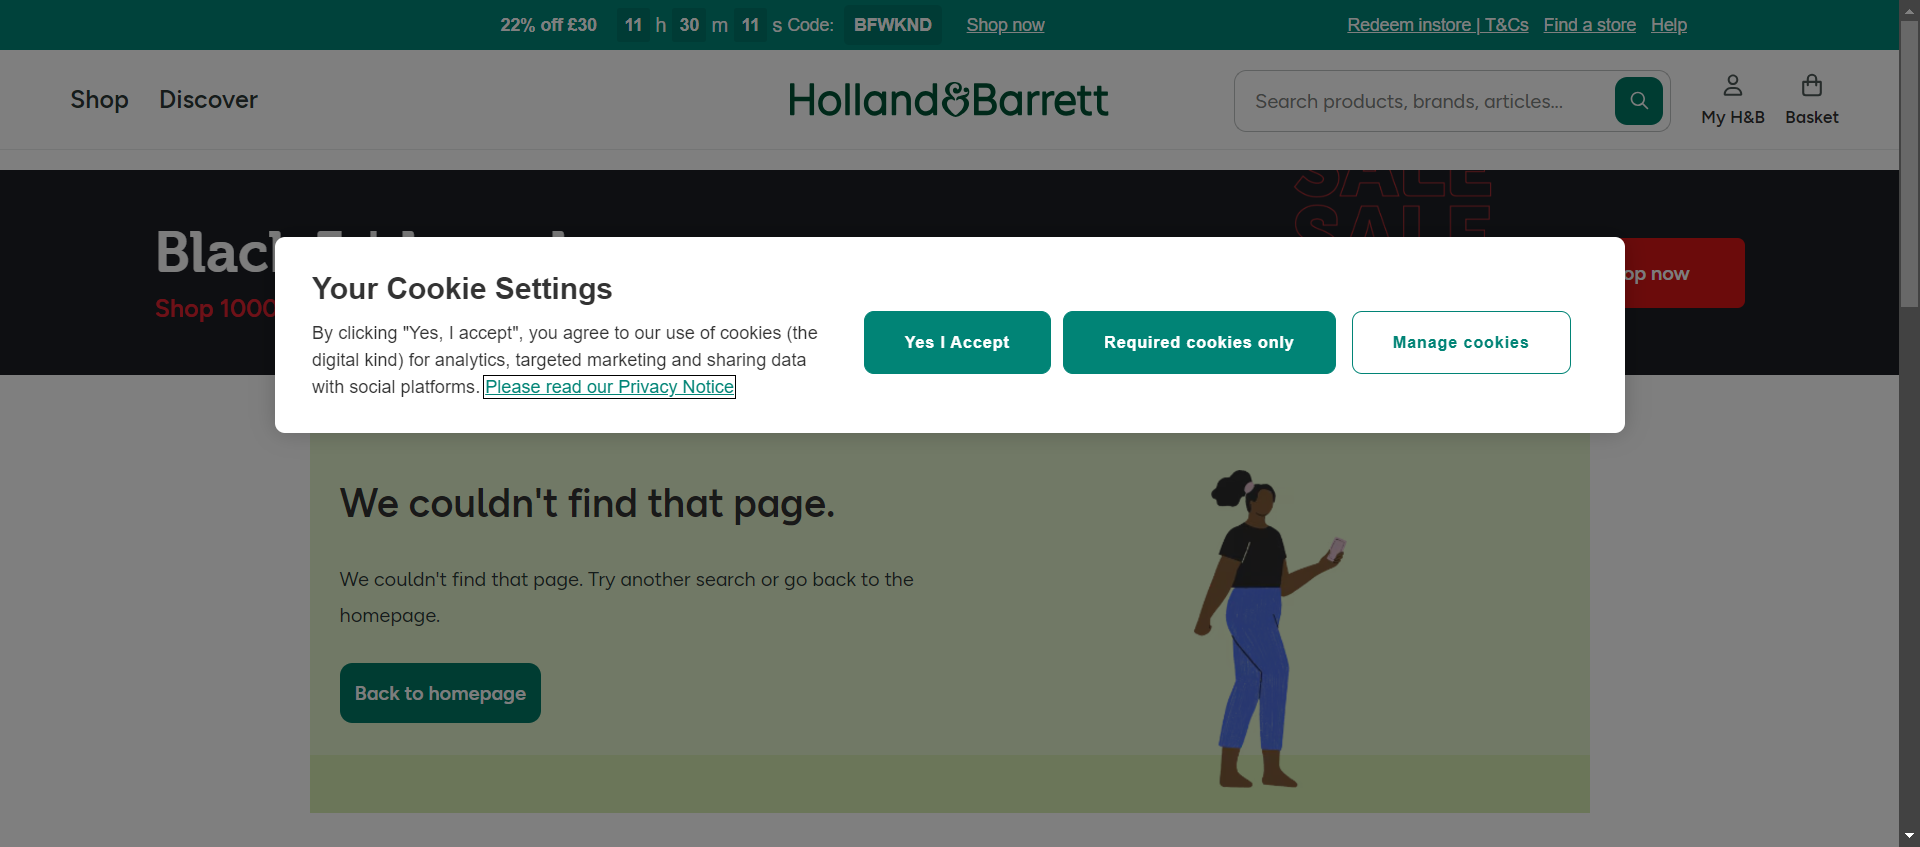 22% off £30 11 h 30 m 11 s Code: BFWKND Shop now
Redeem instore | T&Cs Find a store Help
Shop Discover
Holland&Barrett
Search products, brands, articles...
My H&B Basket
SALE
SALE
Shop 1000
Your Cookie Settings
By clicking "Yes, I accept", you agree to our use of cookies (the
digital kind) for analytics, targeted marketing and sharing data
with social platforms. Please read our Privacy Notice
Yes I Accept
Required cookies only
Manage cookies
op now
We couldn't find that page.
We couldn't find that page. Try another search or go back to the
homepage.
Back to homepage